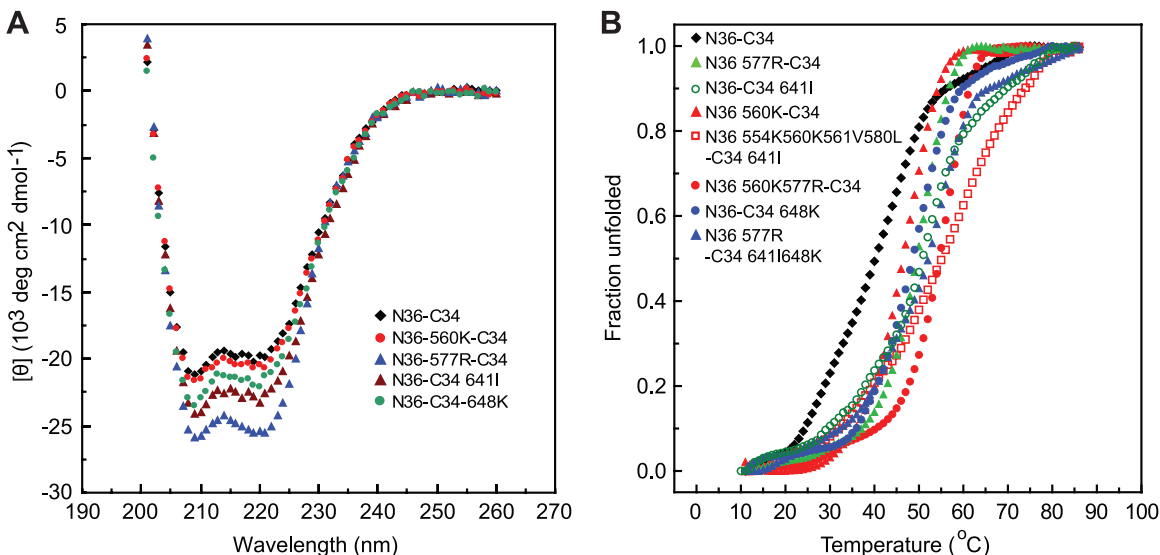 A
5
0
-5
-10
-15
-20
-25
-30
[θ] (10³ deg cm2 dmol-1)
190 200 210 220 230 240 250 260 270
Wavelength (nm)
N36-C34
N36-560K-C34
N36-577R-C34
N36-C34 641I
N36-C34-648K
B
1.0
0.8
0.6
0.4
0.2
0.0
Fraction unfolded
0 10 20 30 40 50 60 70 80 90 100
Temperature (°C)
N36-C34
N36 577R-C34
N36-C34 641I
N36 560K-C34
N36 554K560K561V580L
-C34 641I
N36 560K577R-C34
N36-C34 648K
N36 577R
-C34 641I648K